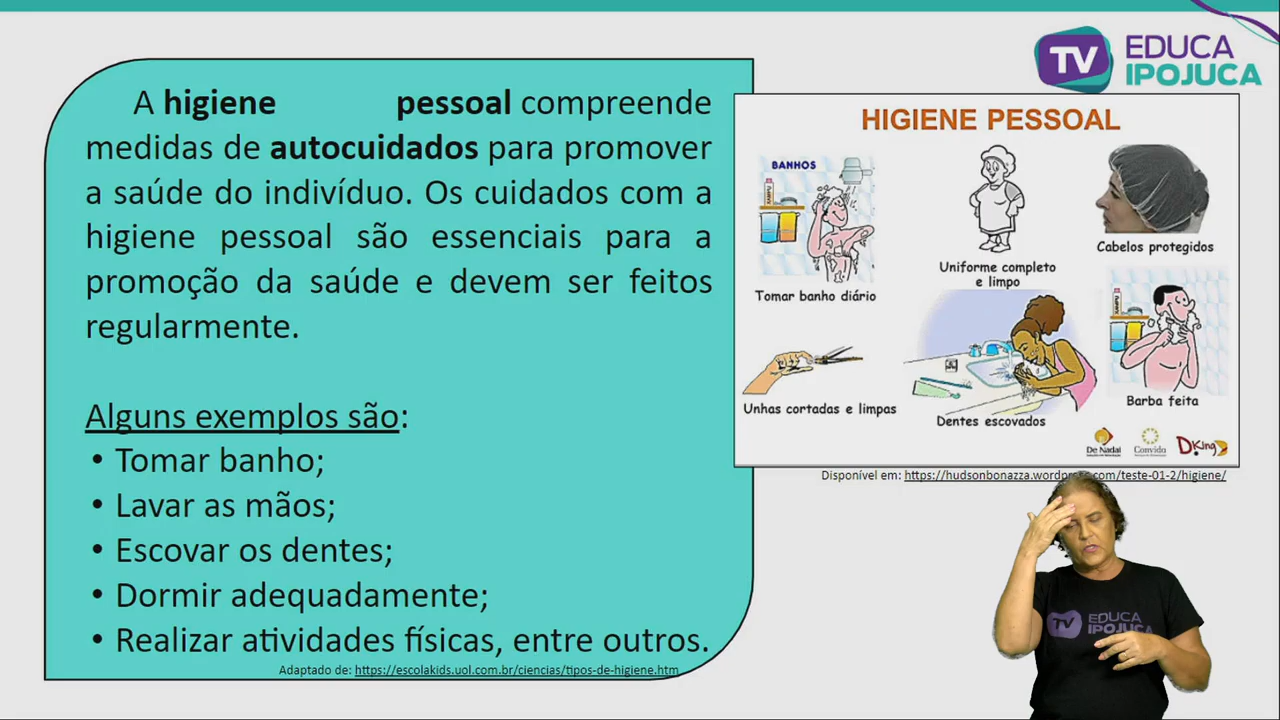 TV EDUCA
IPOJUCA
A higiene pessoal compreende
medidas de autocuidados para promover
a saúde do indivíduo. Os cuidados com a
higiene pessoal são essenciais para a
promoção da saúde e devem ser feitos
regularmente.
Alguns exemplos são:
• Tomar banho;
• Lavar as mãos;
• Escovar os dentes;
• Dormir adequadamente;
• Realizar atividades físicas, entre outros.
Adaptado de: https://escolakids.uol.com.br/ciencias/tipos-de-higiene.htm
HIGIENE PESSOAL
BANHOS
Tomar banho diário
Uniforme completo
e limpo
Cabelos protegidos
Unhas cortadas e limpas
Dentes escovados
Barba feita
De Nadai
Convida
DKing
Disponível em: https://hudsonbonazza.wordpress.com/teste-01-2/higiene/
TV EDUCA
IPOJUCA